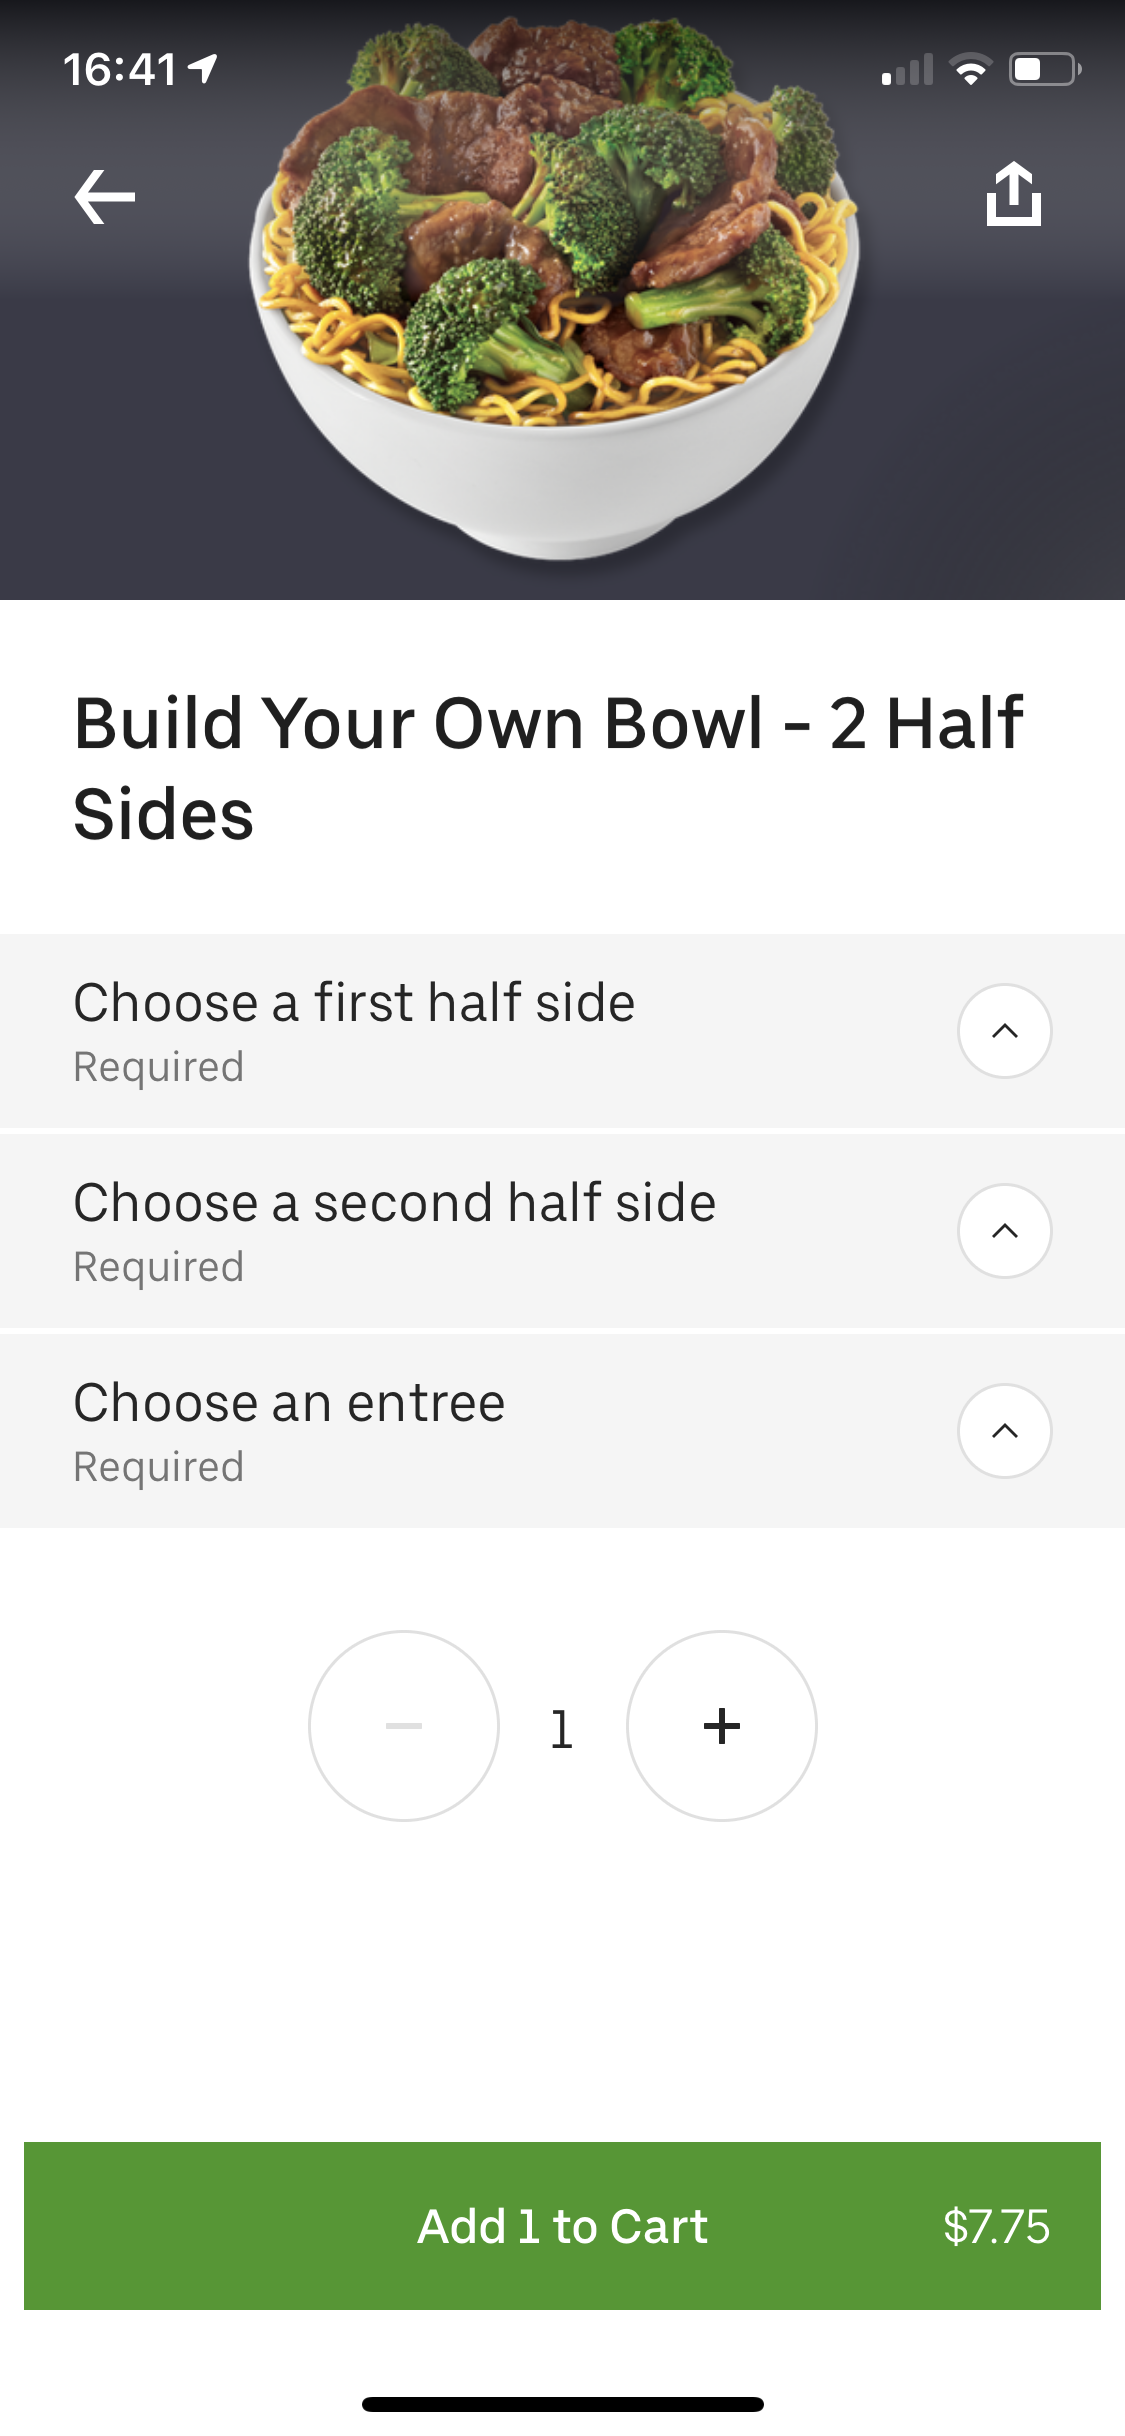 16:41
Build Your Own Bowl - 2 Half
Sides
Choose a first half side
Required
Choose a second half side
Required
Choose an entree
Required
1
Add 1 to Cart $7.75